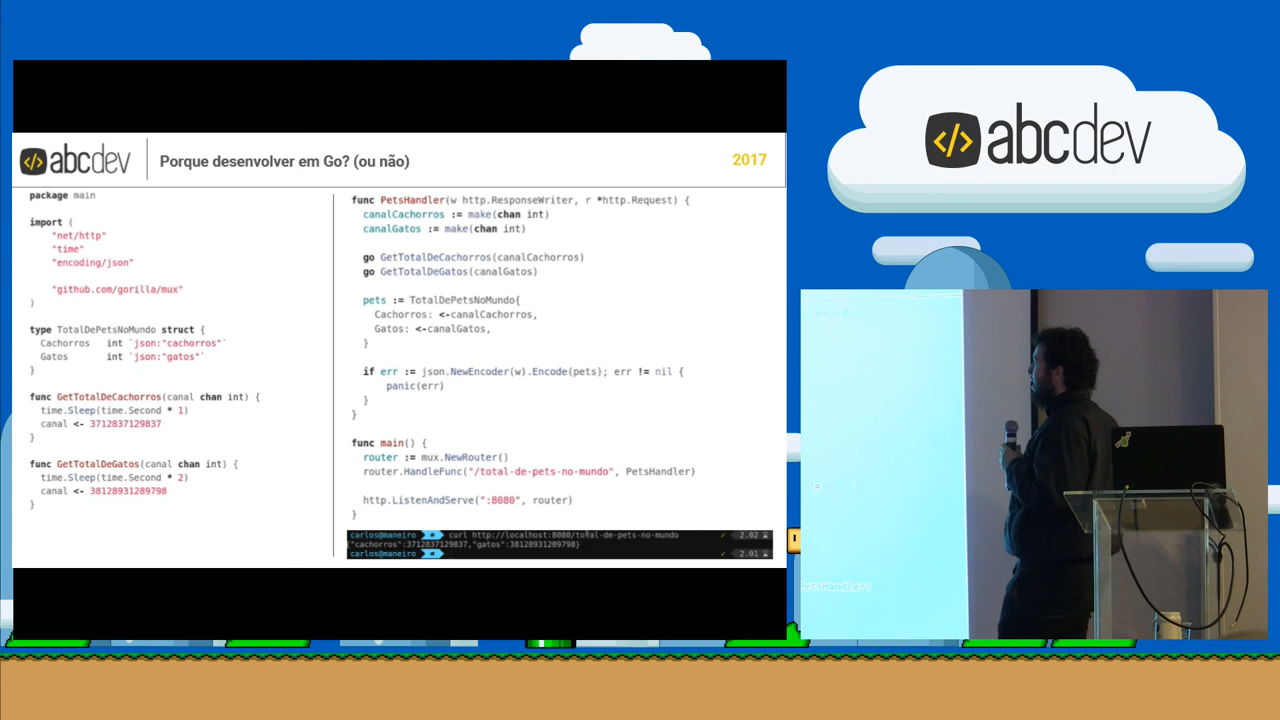 </> abcdev
Porque desenvolver em Go? (ou não)
2017
package main
import (
"net/http"
"time"
"encoding/json"
"github.com/gorilla/mux"
)
type TotalDePetsNoMundo struct {
Cachorros int `json:"cachorros"`
Gatos int `json:"gatos"`
}
func GetTotalDeCachorros(canal chan int) {
time.Sleep(time.Second * 1)
canal <- 3712837129837
}
func GetTotalDeGatos(canal chan int) {
time.Sleep(time.Second * 2)
canal <- 38128931289798
}
func PetsHandler(w http.ResponseWriter, r *http.Request) {
canalCachorros := make(chan int)
canalGatos := make(chan int)
go GetTotalDeCachorros(canalCachorros)
go GetTotalDeGatos(canalGatos)
pets := TotalDePetsNoMundo{
Cachorros: <-canalCachorros,
Gatos: <-canalGatos,
}
if err := json.NewEncoder(w).Encode(pets); err != nil {
panic(err)
}
}
func main() {
router := mux.NewRouter()
router.HandleFunc("/total-de-pets-no-mundo", PetsHandler)
http.ListenAndServe(":8080", router)
}
carlos@maneiro curl http://localhost:8080/total-de-pets-no-mundo ✓ 2.02
{"cachorros":3712837129837,"gatos":38128931289798}
carlos@maneiro ✓ 2.01
</> abcdev
PetsHandler)